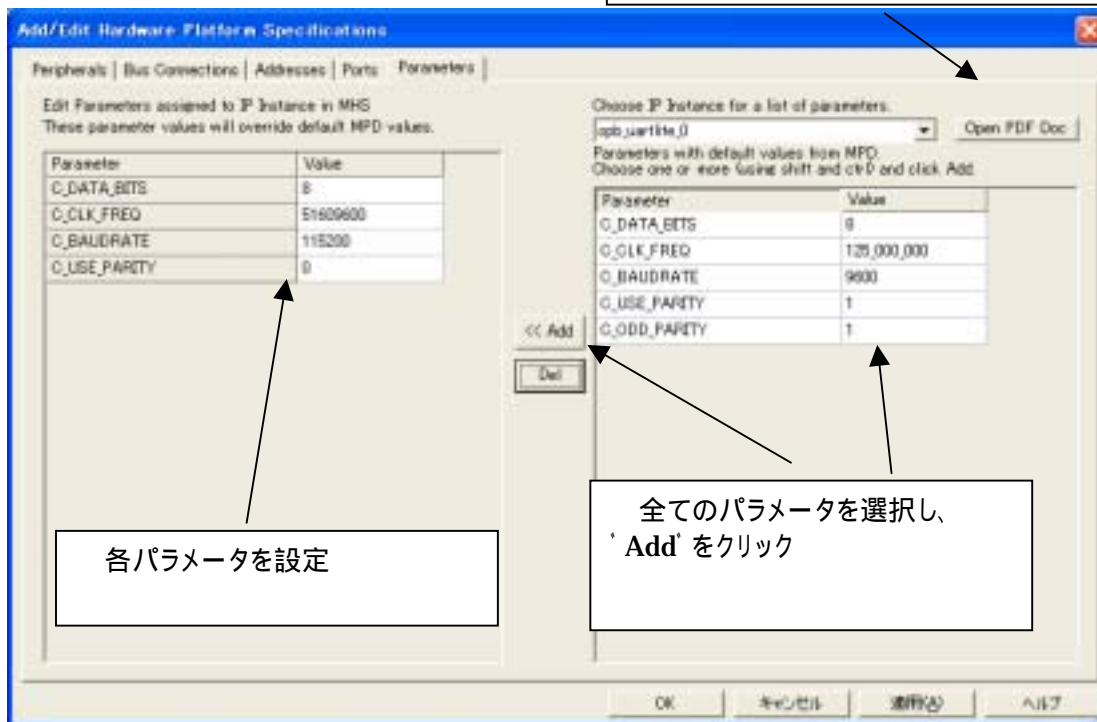 Add/Edit Hardware Platform Specifications
Peripherals | Bus Connections | Addresses | Ports | Parameters
Edit Parameters assigned to IP Instance in MHS
These parameter values will override default MPD values.
Parameter Value
C_DATA_BITS 8
C_CLK_FREQ 51609600
C_BAUDRATE 115200
C_USE_PARITY 0
<< Add
Del
Choose IP Instance for a list of parameters.
opb_uartlite_0
Open PDF Doc
Parameters with default values from MPD.
Choose one or more (using shift and ctrl) and click Add
Parameter Value
C_DATA_BITS 8
C_CLK_FREQ 125,000,000
C_BAUDRATE 9600
C_USE_PARITY 1
C_ODD_PARITY 1
各パラメータを設定
全てのパラメータを選択し、
゛Add゛をクリック
OK キャンセル 適用(A) ヘルプ